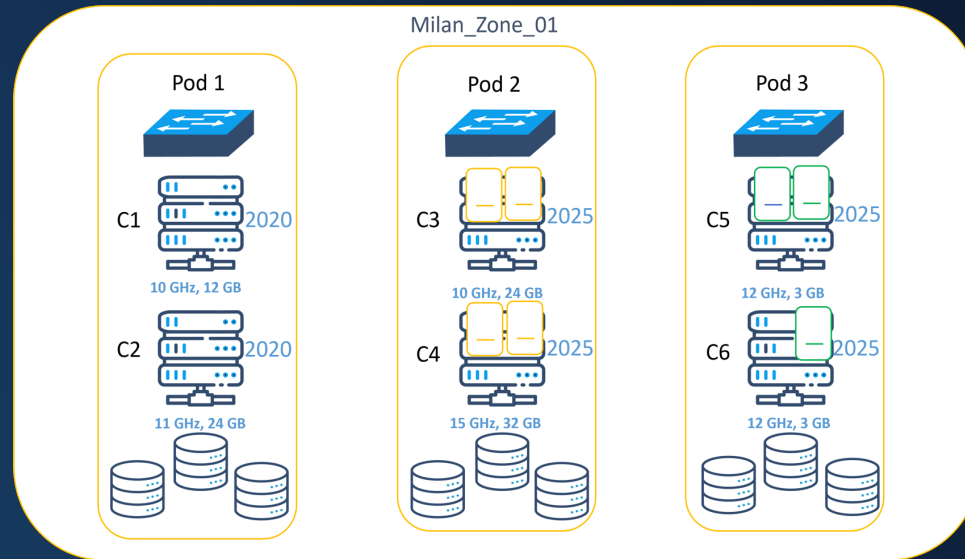 Milan_Zone_01
Pod 1
C1
2020
10 GHz, 12 GB
C2
2020
11 GHz, 24 GB
Pod 2
C3
2025
10 GHz, 24 GB
C4
2025
15 GHz, 32 GB
Pod 3
C5
2025
12 GHz, 3 GB
C6
2025
12 GHz, 3 GB